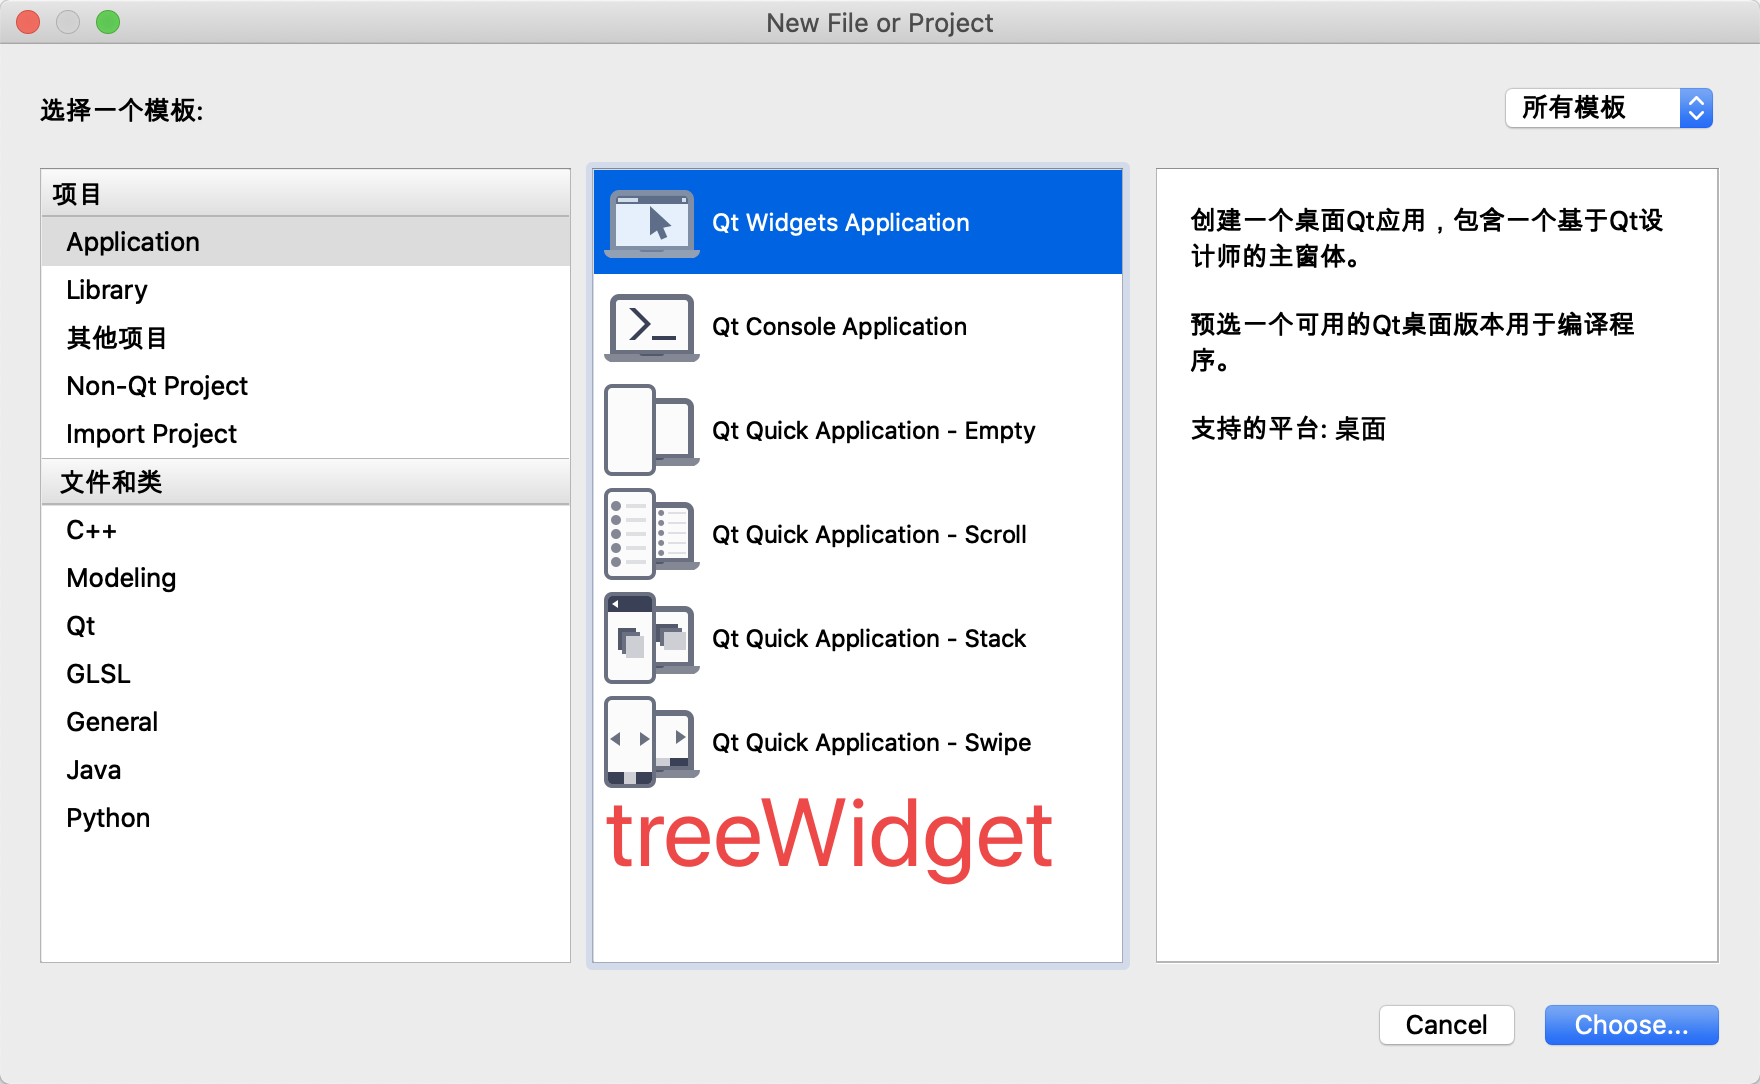 New File or Project
选择一个模板:
所有模板
项目
Application
Library
其他项目
Non-Qt Project
Import Project
文件和类
C++
Modeling
Qt
GLSL
General
Java
Python
Qt Widgets Application
Qt Console Application
Qt Quick Application - Empty
Qt Quick Application - Scroll
Qt Quick Application - Stack
Qt Quick Application - Swipe
treeWidget
创建一个桌面Qt应用，包含一个基于Qt设
计师的主窗体。
预选一个可用的Qt桌面版本用于编译程
序。
支持的平台: 桌面
Cancel
Choose...